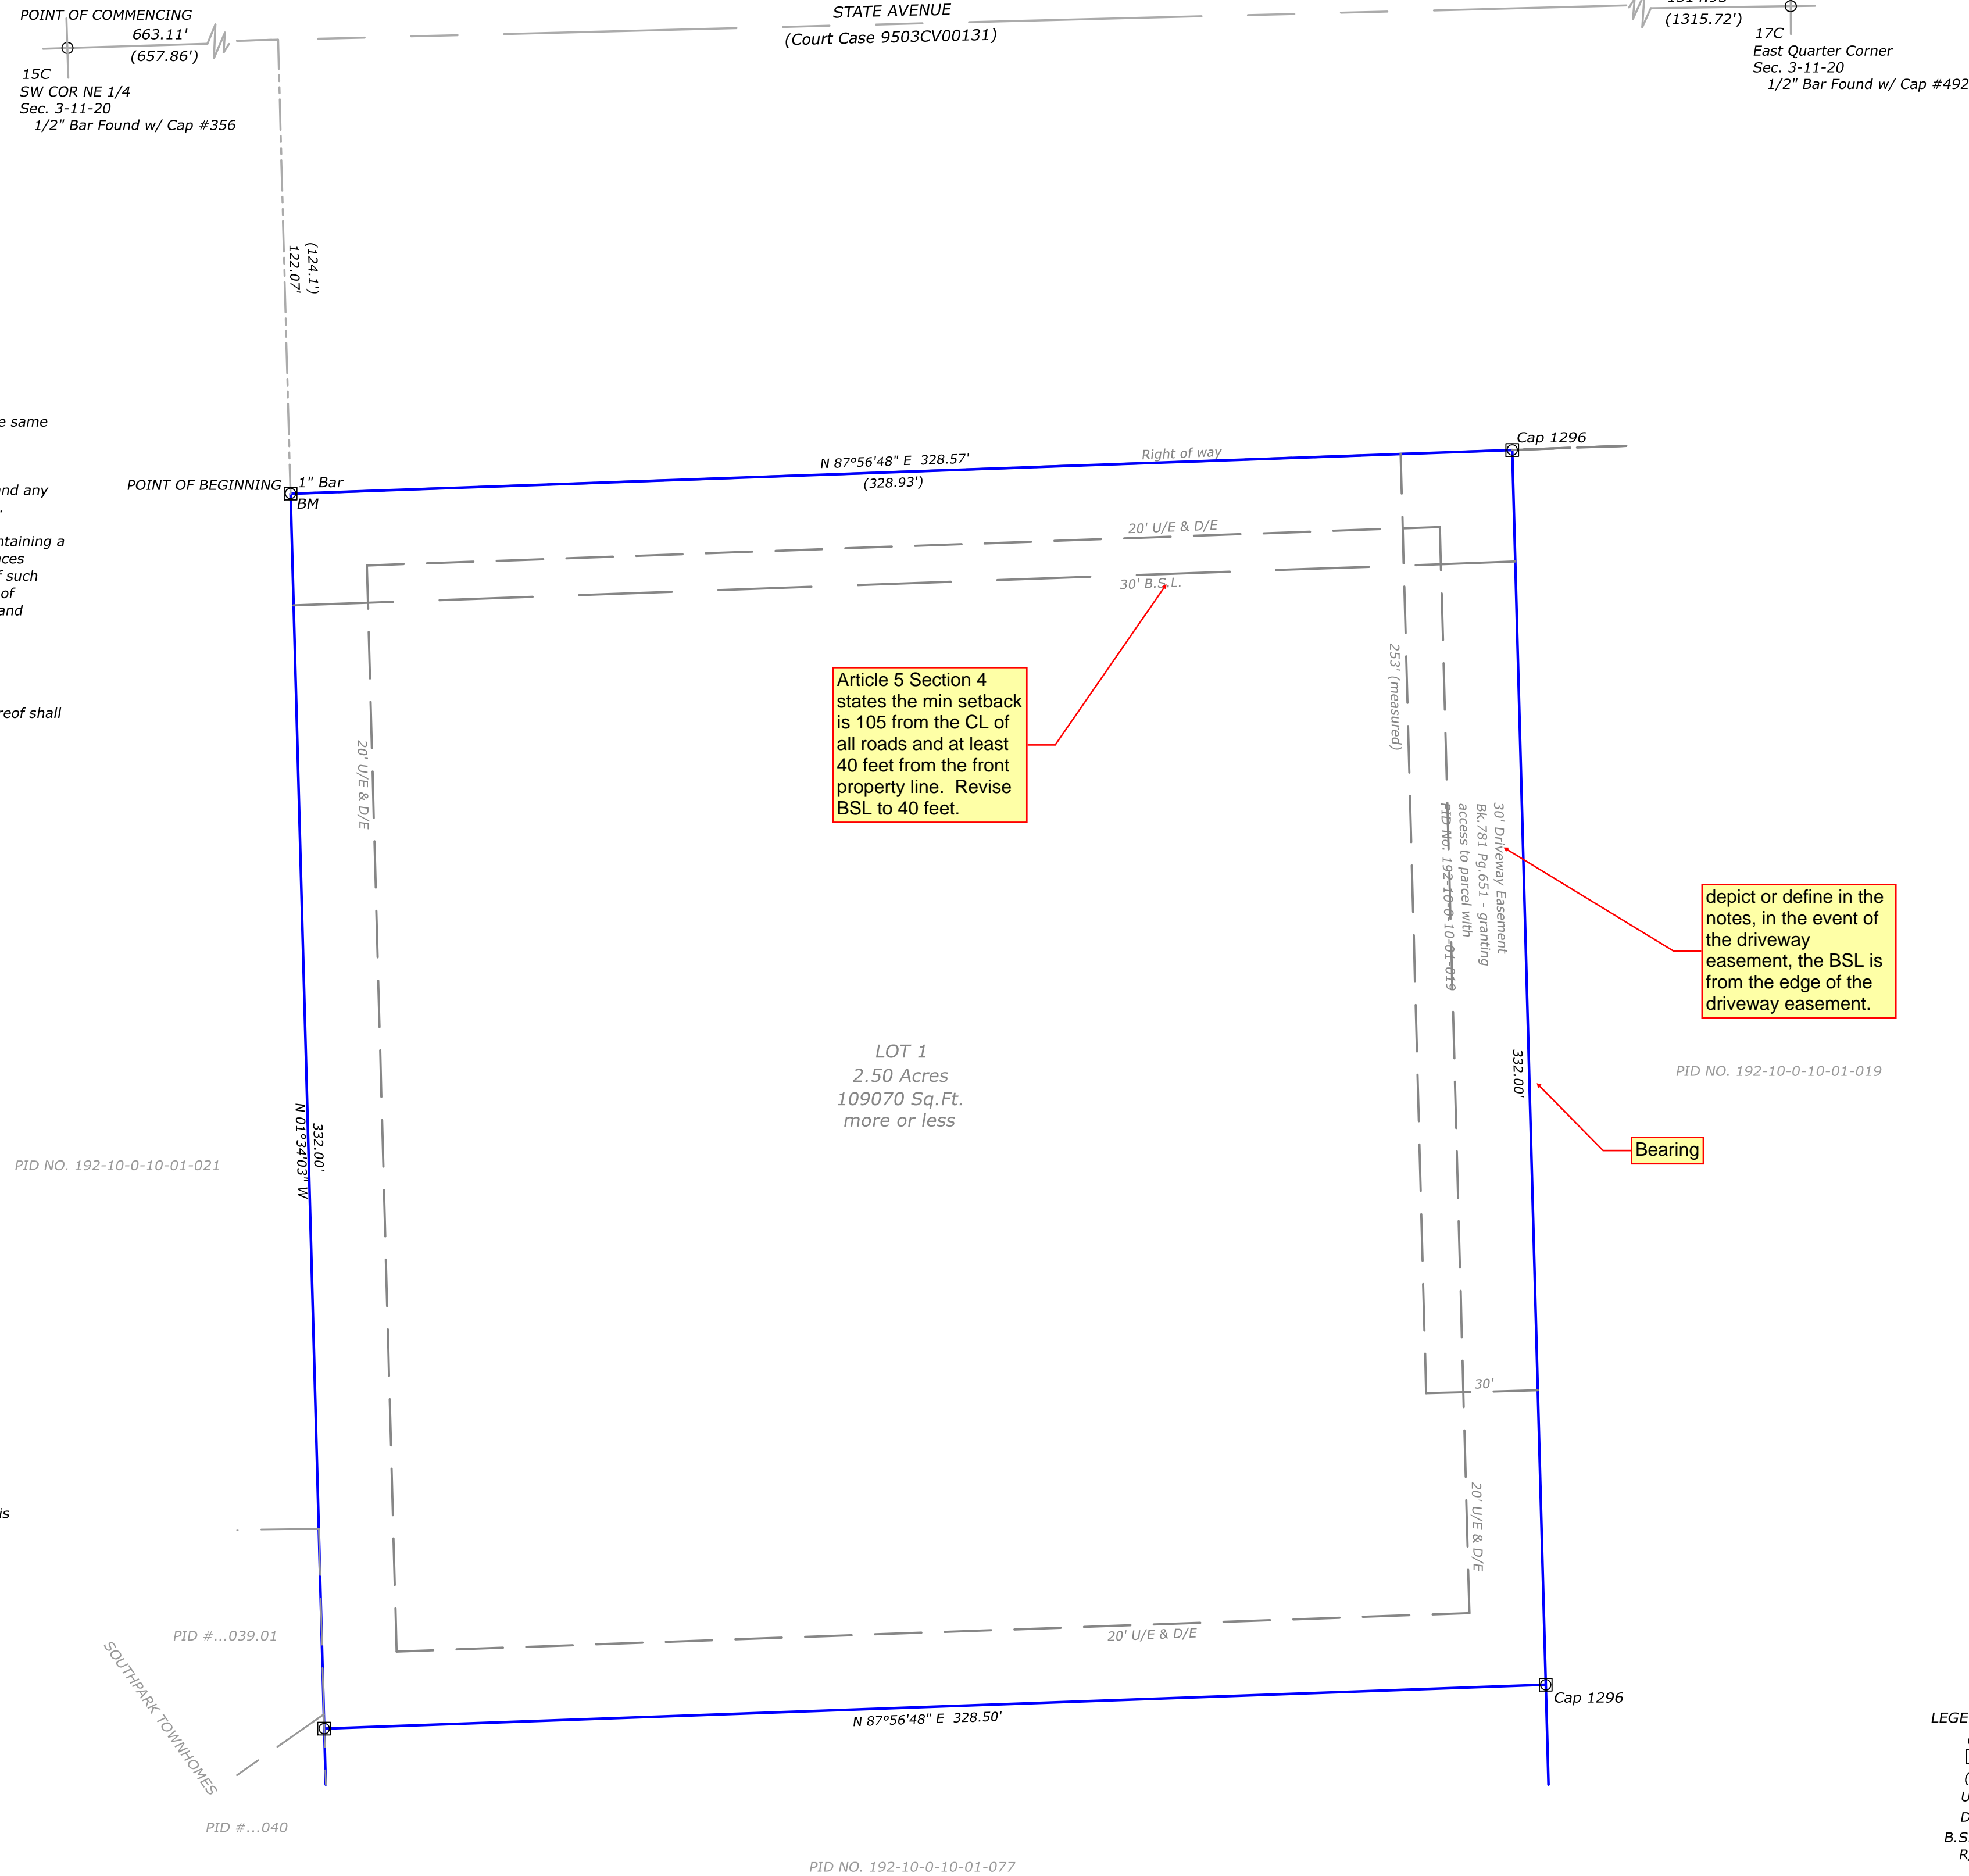 POINT OF COMMENCING
663.11'
(657.86')
15C
SW COR NE 1/4
Sec. 3-11-20
1/2" Bar Found w/ Cap #356
STATE AVENUE
(Court Case 9503CV00131)
(1315.72')
17C
East Quarter Corner
Sec. 3-11-20
1/2" Bar Found w/ Cap #492
(124.1')
122.07'
same
any
POINT OF BEGINNING
1" Bar
BM
N 87°56'48" E 328.57'
(328.93')
Right of way
Cap 1296
20' U/E & D/E
30' B.S.L.
a
such
of
and
shall
Article 5 Section 4
states the min setback
is 105 from the CL of
all roads and at least
40 feet from the front
property line. Revise
BSL to 40 feet.
253' (measured)
20' U/E & D/E
30' Driveway Easement
Bk.781 Pg.651 - granting
access to parcel with
PID No. 192-10-0-10-01-019
depict or define in the
notes, in the event of
the driveway
easement, the BSL is
from the edge of the
driveway easement.
LOT 1
2.50 Acres
109070 Sq.Ft.
more or less
332.00'
PID NO. 192-10-0-10-01-019
Bearing
332.00'
N 01°34'03" W
PID NO. 192-10-0-10-01-021
30'
20' U/E & D/E
PID #...039.01
SOUTHPARK TOWNHOMES
20' U/E & D/E
N 87°56'48" E 328.50'
Cap 1296
PID #...040
PID NO. 192-10-0-10-01-077